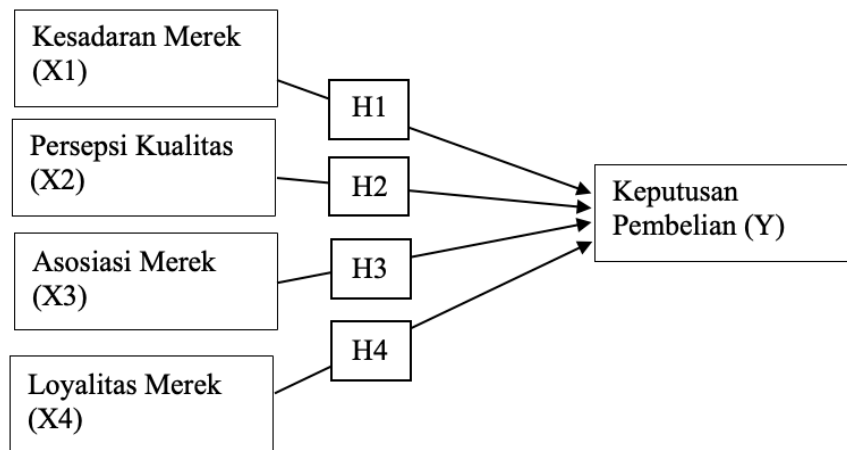 Kesadaran Merek
(X1)
H1
Persepsi Kualitas
(X2)
H2
Keputusan
Pembelian (Y)
Asosiasi Merek
(X3)
H3
H4
Loyalitas Merek
(X4)